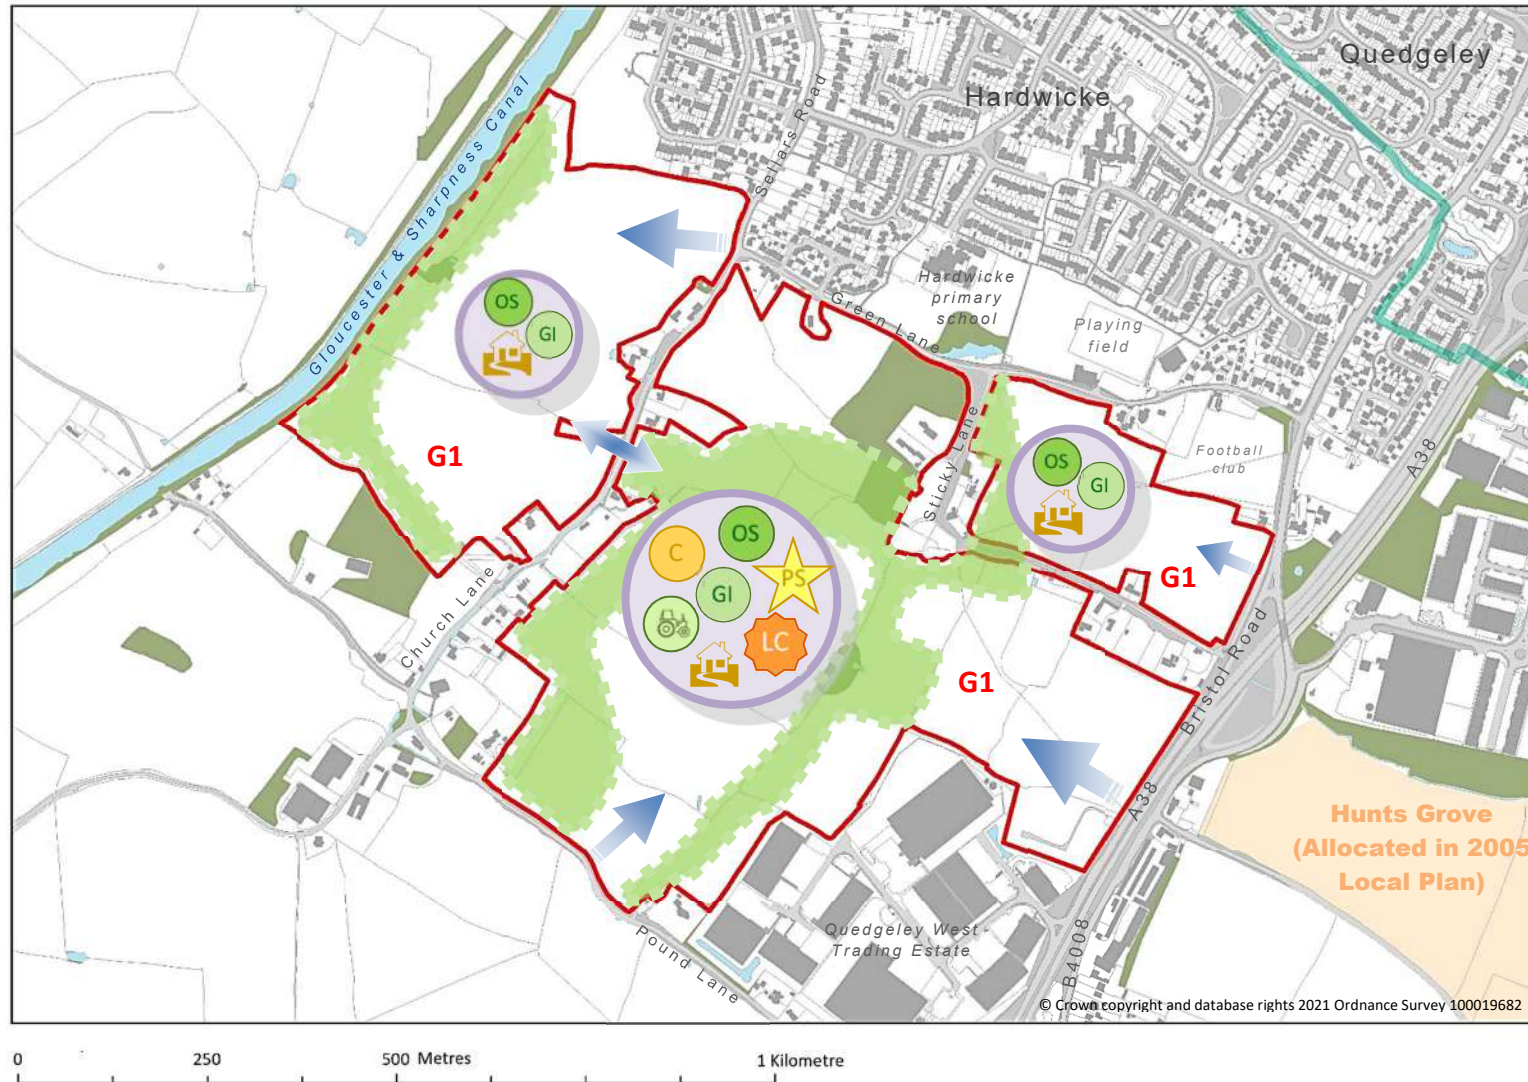 Quedgeley
Hardwicke
Gloucester & Sharpness Canal
Sellars Road
Hardwicke
primary
school
Green Lane
Playing
field
OS
GI
G1
Sticky Lane
Football
club
A38
OS
GI
G1
C
OS
PS
GI
LC
Church Lane
G1
Bristol Road
A38
Hunts Grove
(Allocated in 2005
Local Plan)
Quedgeley West -
Trading Estate
Pound Lane
B4008
© Crown copyright and database rights 2021 Ordnance Survey 100019682
0 250 500 Metres 1 Kilometre